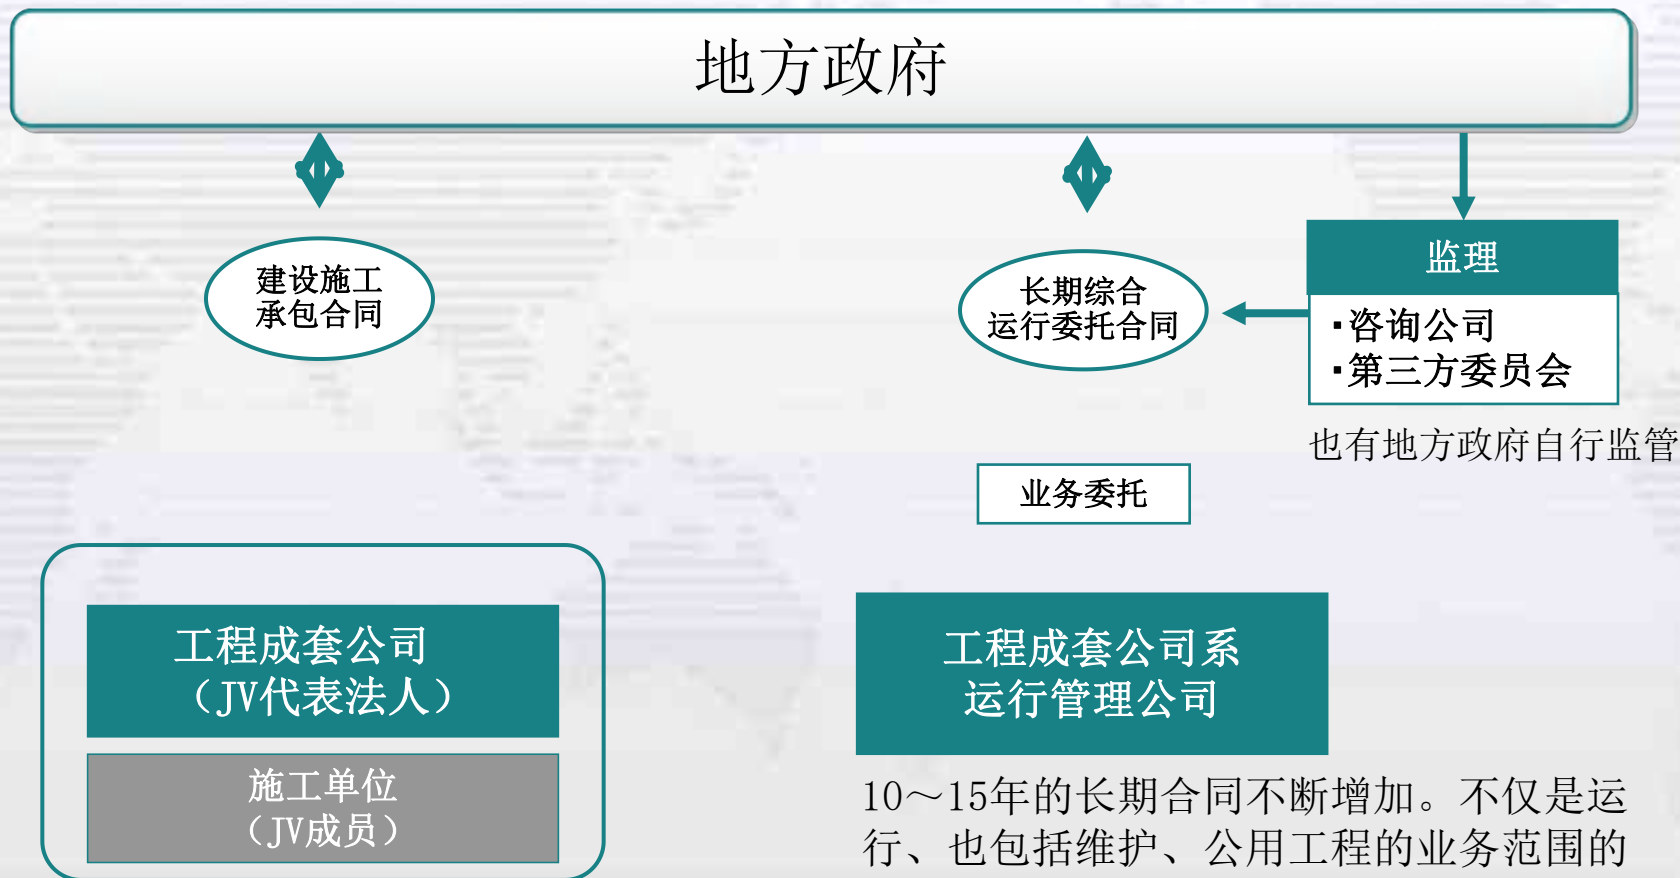 地方政府
建设施工
承包合同
长期综合
运行委托合同
监理
▪咨询公司
▪第三方委员会
也有地方政府自行监管
业务委托
工程成套公司
（JV代表法人）
施工单位
（JV成员）
工程成套公司系
运行管理公司
10～15年的长期合同不断增加。不仅是运
行、也包括维护、公用工程的业务范围的